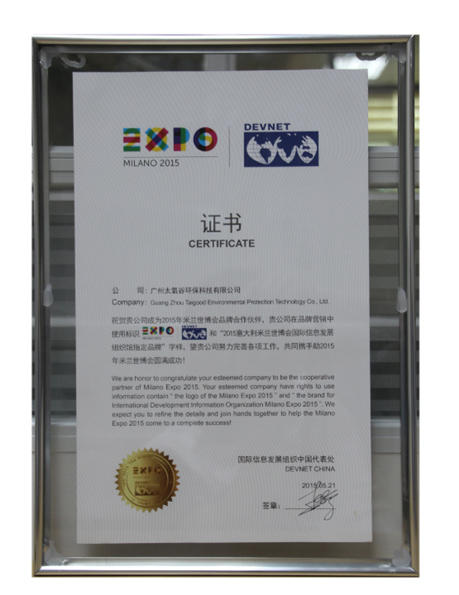 EXPO
MILANO 2015
DEVNET
证书
CERTIFICATE
公 司：广州太氧谷环保科技有限公司
Company: Guang Zhou Taigood Environmental Protection Technology Co., Ltd.
祝贺贵公司成为2015年米兰世博会品牌合作伙伴，贵公司在品牌营销中
使用标识 EXPO MILANO 2015 DEVNET 和“2015意大利米兰世博会国际信息发展
组织馆指定品牌”字样。望贵公司努力完善各项工作，共同携手助2015
年米兰世博会圆满成功！
We are honor to congratulate your esteemed company to be the cooperative
partner of Milano Expo 2015. Your esteemed company have rights to use
information contain “ the logo of the Milano Expo 2015 ” and “ the brand for
International Development Information Organization Milano Expo 2015 ”. We
expect you to refine the details and join hands together to help the Milano
Expo 2015 come to a complete success!
国际信息发展组织中国代表处
DEVNET CHINA
2015.05.21
签章：
EXPO